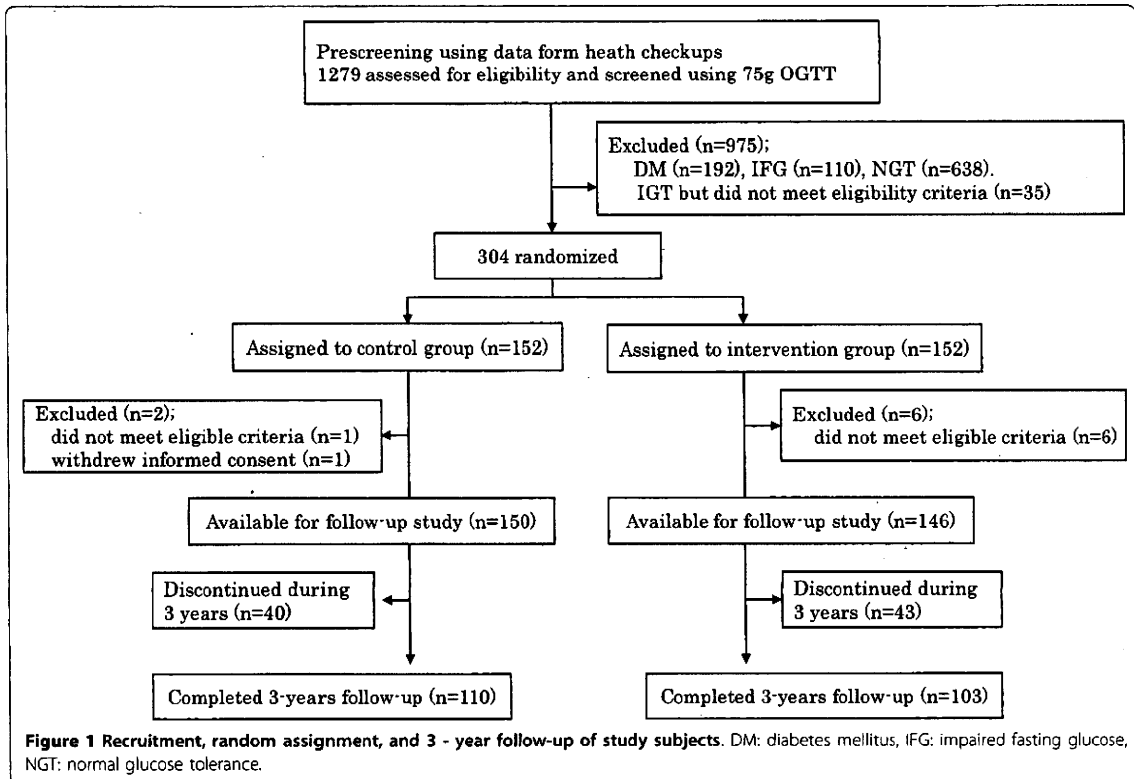 Prescreening using data form heath checkups
1279 assessed for eligibility and screened using 75g OGTT
Excluded (n=975);
DM (n=192), IFG (n=110), NGT (n=638).
IGT but did not meet eligibility criteria (n=35)
304 randomized
Assigned to control group (n=152)
Assigned to intervention group (n=152)
Excluded (n=2);
did not meet eligible criteria (n=1)
withdrew informed consent (n=1)
Excluded (n=6);
did not meet eligible criteria (n=6)
Available for follow-up study (n=150)
Available for follow-up study (n=146)
Discontinued during
3 years (n=40)
Discontinued during
3 years (n=43)
Completed 3-years follow-up (n=110)
Completed 3-years follow-up (n=103)
Figure 1 Recruitment, random assignment, and 3 - year follow-up of study subjects. DM: diabetes mellitus, IFG: impaired fasting glucose,
NGT: normal glucose tolerance.